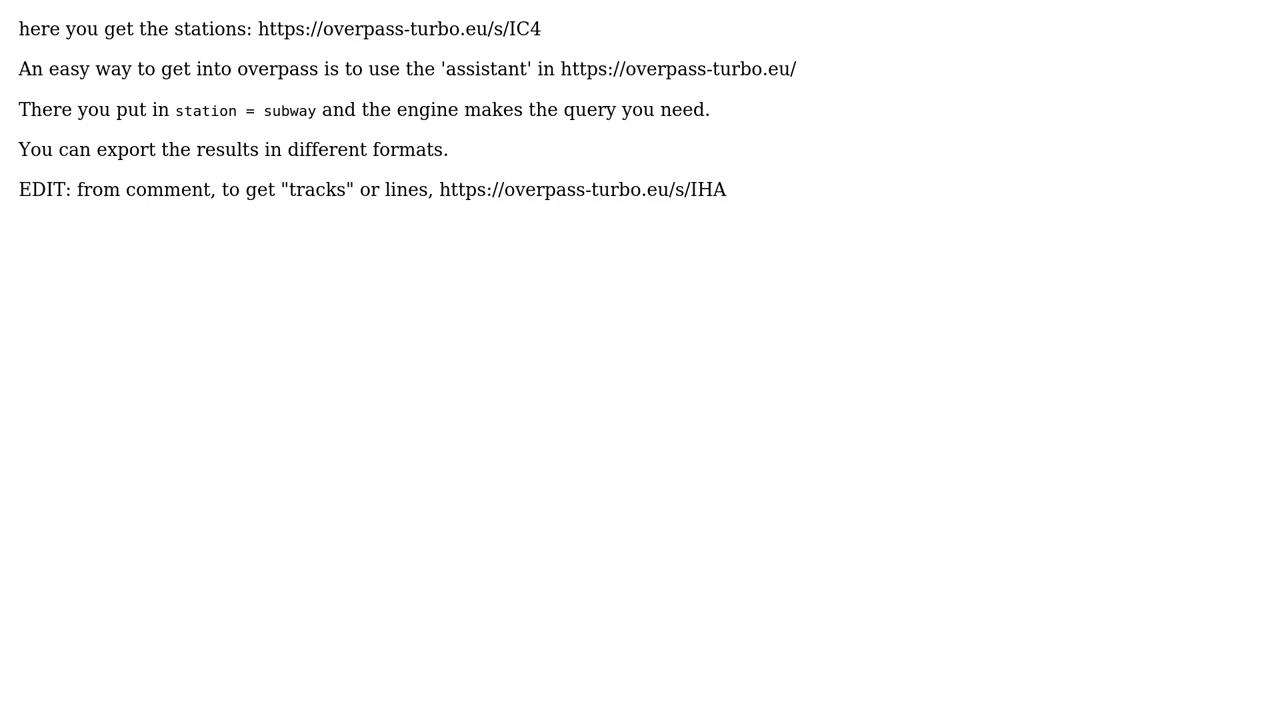 here you get the stations: https://overpass-turbo.eu/s/IC4
An easy way to get into overpass is to use the 'assistant' in https://overpass-turbo.eu/
There you put in station = subway and the engine makes the query you need.
You can export the results in different formats.
EDIT: from comment, to get "tracks" or lines, https://overpass-turbo.eu/s/IHA